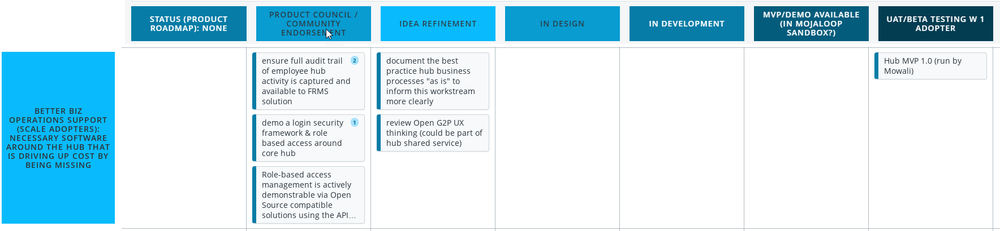 STATUS (PRODUCT
ROADMAP): NONE
PRODUCT COUNCIL /
COMMUNITY
ENDORSEMENT
IDEA REFINEMENT
IN DESIGN
IN DEVELOPMENT
MVP/DEMO AVAILABLE
(IN MOJALOOP
SANDBOX?)
UAT/BETA TESTING W 1
ADOPTER
BETTER BIZ
OPERATIONS SUPPORT
(SCALE ADOPTERS):
NECESSARY SOFTWARE
AROUND THE HUB THAT
IS DRIVING UP COST BY
BEING MISSING
ensure full audit trail 2
of employee hub
activity is captured and
available to FRMS
solution
demo a login security 1
framework & role
based access around
core hub
Role-based access
management is actively
demonstrable via Open
Source compatible
solutions using the API...
document the best
practice hub business
processes "as is" to
inform this workstream
more clearly
review Open G2P UX
thinking (could be part of
hub shared service)
Hub MVP 1.0 (run by
Mowali)